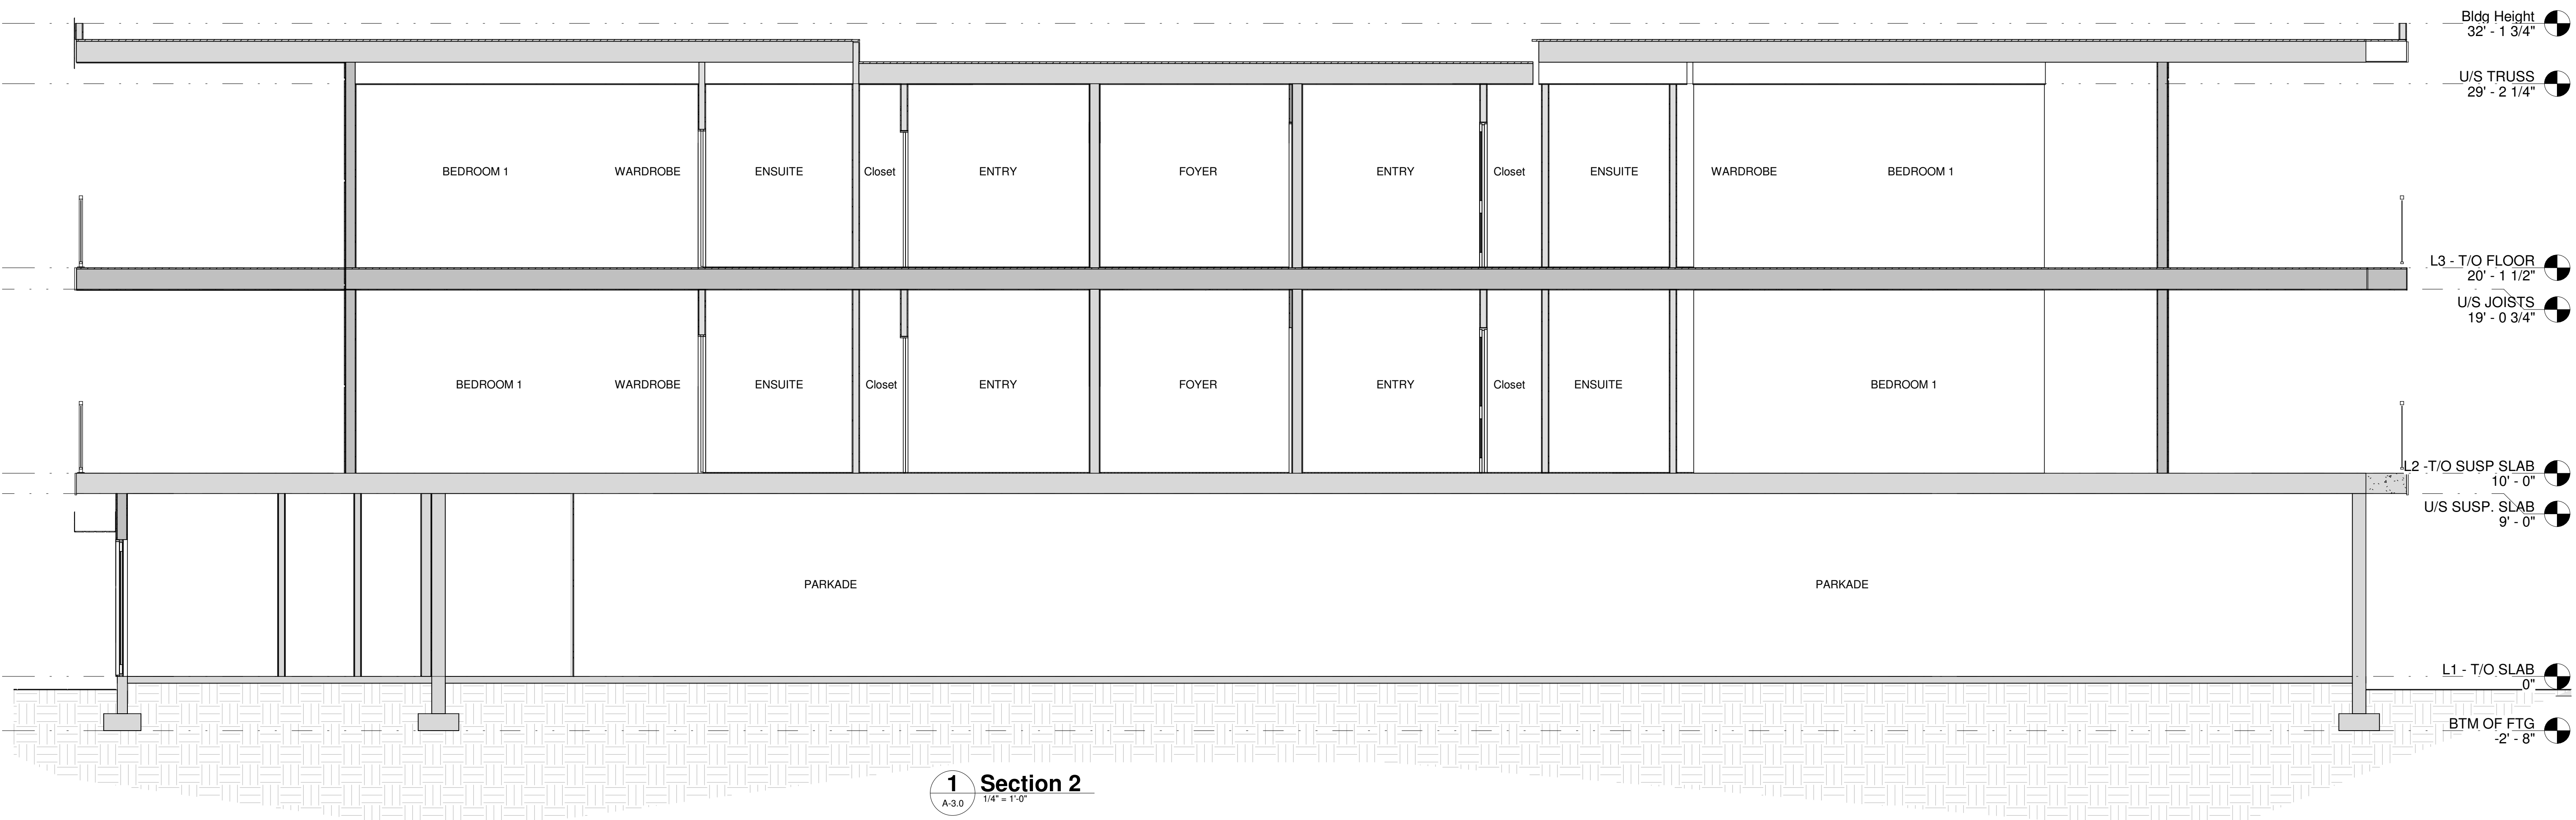 Bldg Height
32' - 1 3/4"
U/S TRUSS
29' - 2 1/4"
BEDROOM 1 WARDROBE ENSUITE Closet ENTRY FOYER ENTRY Closet ENSUITE WARDROBE BEDROOM 1
L3 - T/O FLOOR
20' - 1 1/2"
U/S JOISTS
19' - 0 3/4"
BEDROOM 1 WARDROBE ENSUITE Closet ENTRY FOYER ENTRY Closet ENSUITE BEDROOM 1
L2 -T/O SUSP SLAB
10' - 0"
U/S SUSP. SLAB
9' - 0"
PARKADE PARKADE
L1 - T/O SLAB
0"
BTM OF FTG
-2' - 8"
1 Section 2
A-3.0 1/4" = 1'-0"